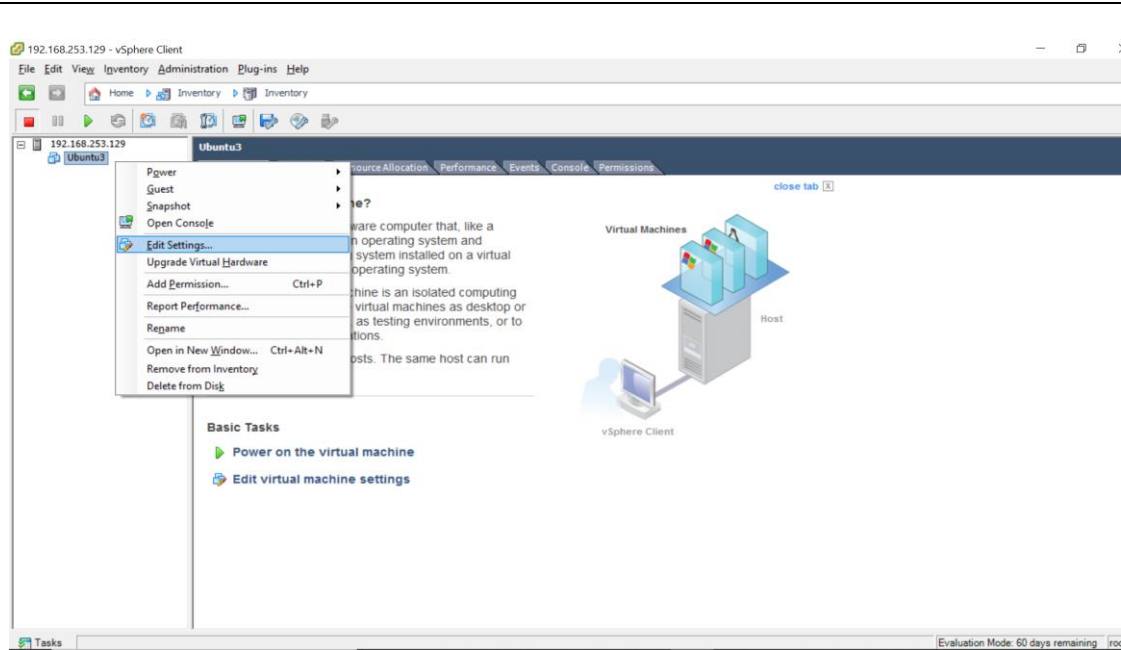 192.168.253.129 - vSphere Client
File Edit View Inventory Administration Plug-ins Help
Home Inventory Inventory
192.168.253.129
Ubuntu3
Ubuntu3
source Allocation Performance Events Console Permissions
close tab X
Power
Guest
Snapshot
Open Console
Edit Settings...
Upgrade Virtual Hardware
Add Permission... Ctrl+P
Report Performance...
Rename
Open in New Window... Ctrl+Alt+N
Remove from Inventory
Delete from Disk
ne?
ware computer that, like a
n operating system and
system installed on a virtual
operating system.
chine is an isolated computing
virtual machines as desktop or
as testing environments, or to
ations.
osts. The same host can run
Virtual Machines
Host
vSphere Client
Basic Tasks
Power on the virtual machine
Edit virtual machine settings
Tasks
Evaluation Mode: 60 days remaining